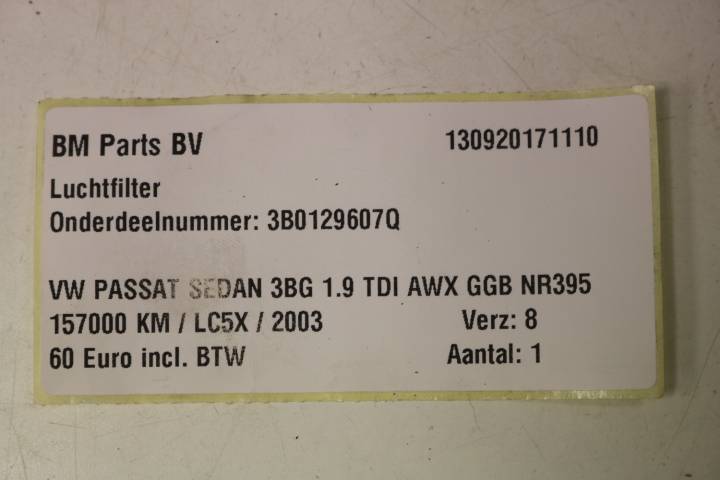 BM Parts BV 130920171110
Luchtfilter
Onderdeelnummer: 3B0129607Q
VW PASSAT SEDAN 3BG 1.9 TDI AWX GGB NR395
157000 KM / LC5X / 2003 Verz: 8
60 Euro incl. BTW Aantal: 1